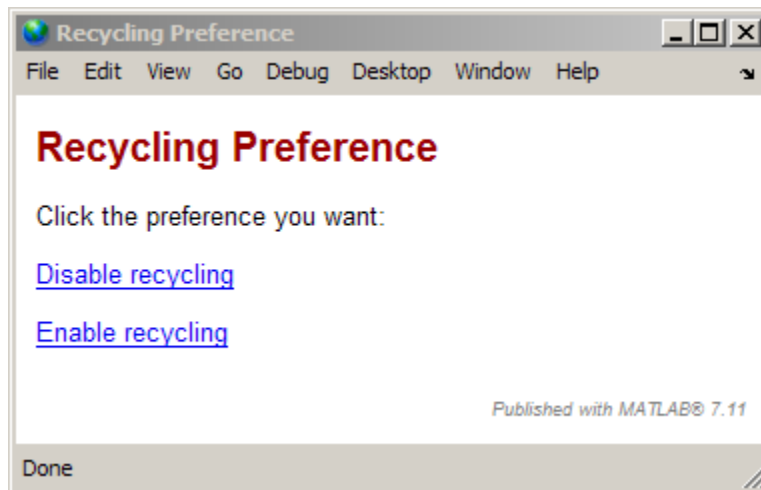 Recycling Preference
File Edit View Go Debug Desktop Window Help
Recycling Preference
Click the preference you want:
Disable recycling
Enable recycling
Published with MATLAB® 7.11
Done